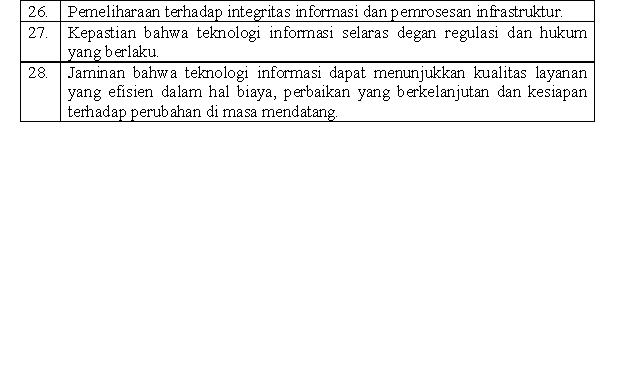 26. Pemeliharaan terhadap integritas informasi dan pemrosesan infrastruktur.
27. Kepastian bahwa teknologi informasi selaras degan regulasi dan hukum
yang berlaku.
28. Jaminan bahwa teknologi informasi dapat menunjukkan kualitas layanan
yang efisien dalam hal biaya, perbaikan yang berkelanjutan dan kesiapan
terhadap perubahan di masa mendatang.